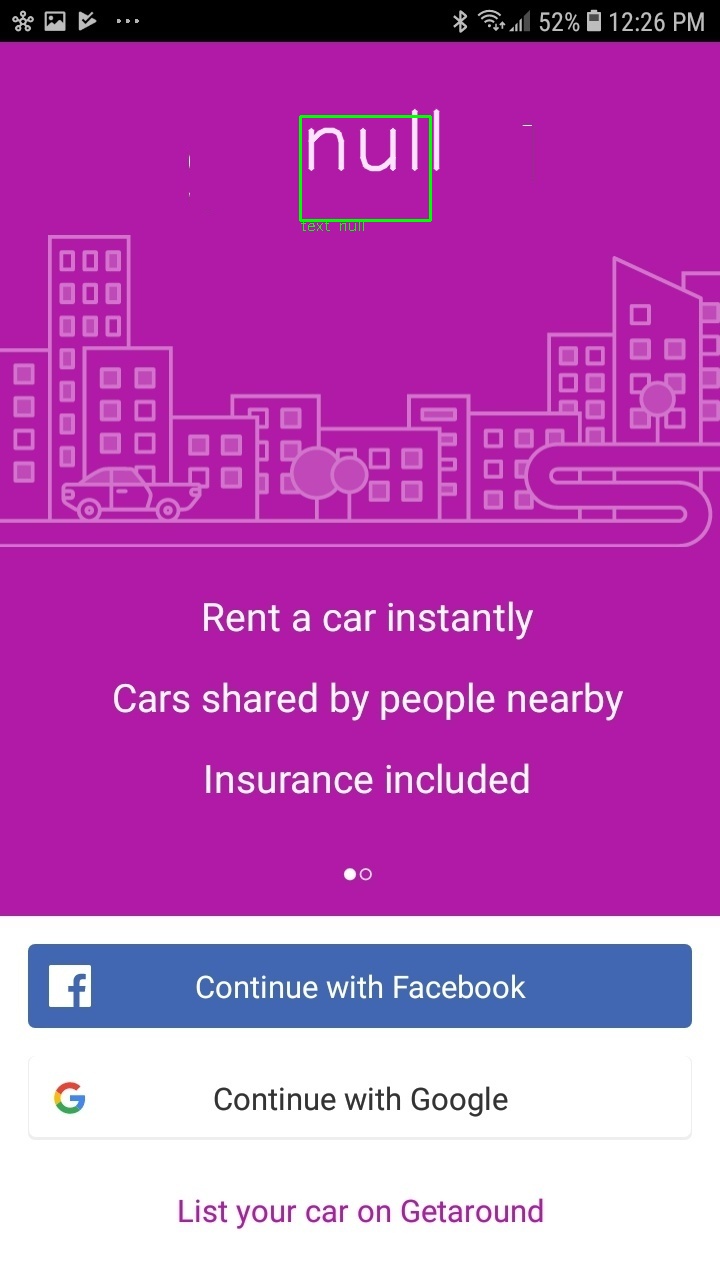 52% 12:26 PM
null
text null
Rent a car instantly
Cars shared by people nearby
Insurance included
Continue with Facebook
Continue with Google
List your car on Getaround